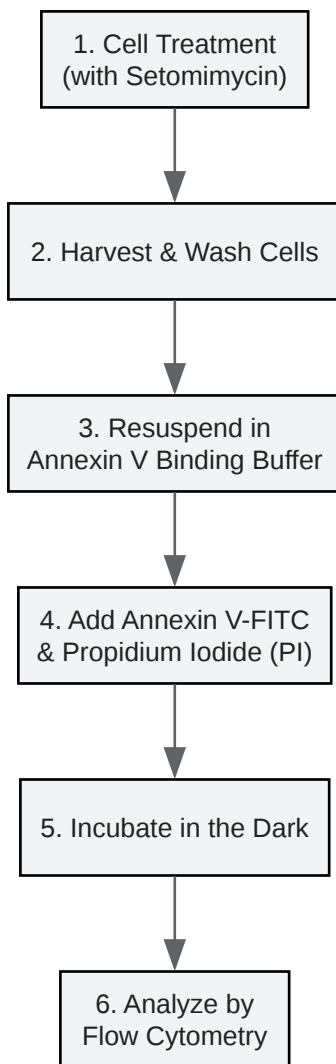 1. Cell Treatment
(with Setomimycin)
2. Harvest & Wash Cells
3. Resuspend in
Annexin V Binding Buffer
4. Add Annexin V-FITC
& Propidium Iodide (PI)
5. Incubate in the Dark
6. Analyze by
Flow Cytometry